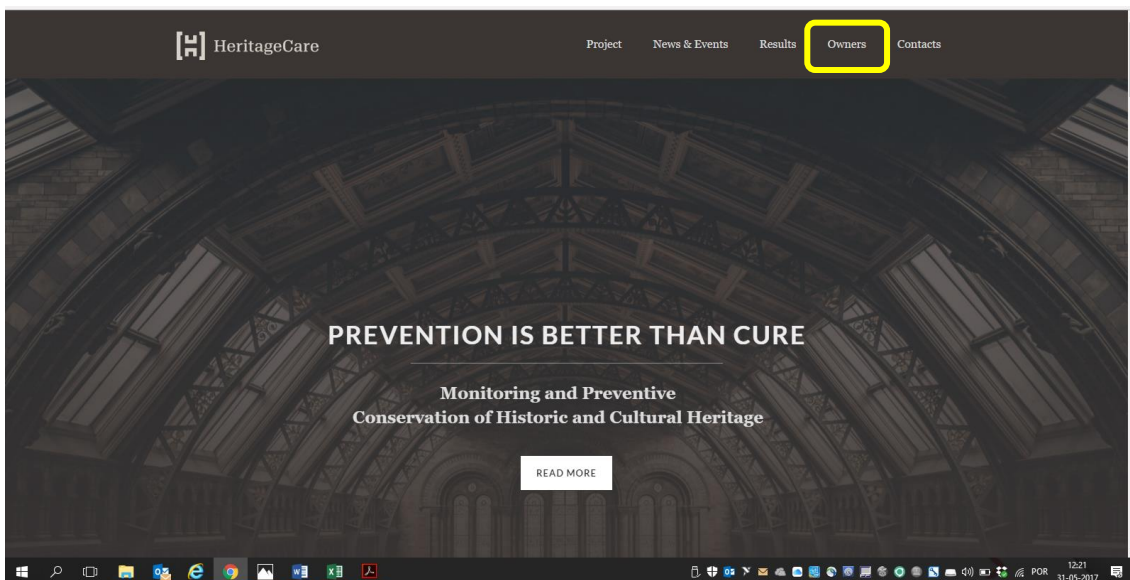 HeritageCare
Project News & Events Results Owners Contacts
PREVENTION IS BETTER THAN CURE
Monitoring and Preventive
Conservation of Historic and Cultural Heritage
READ MORE
POR 12:21
31-05-2017